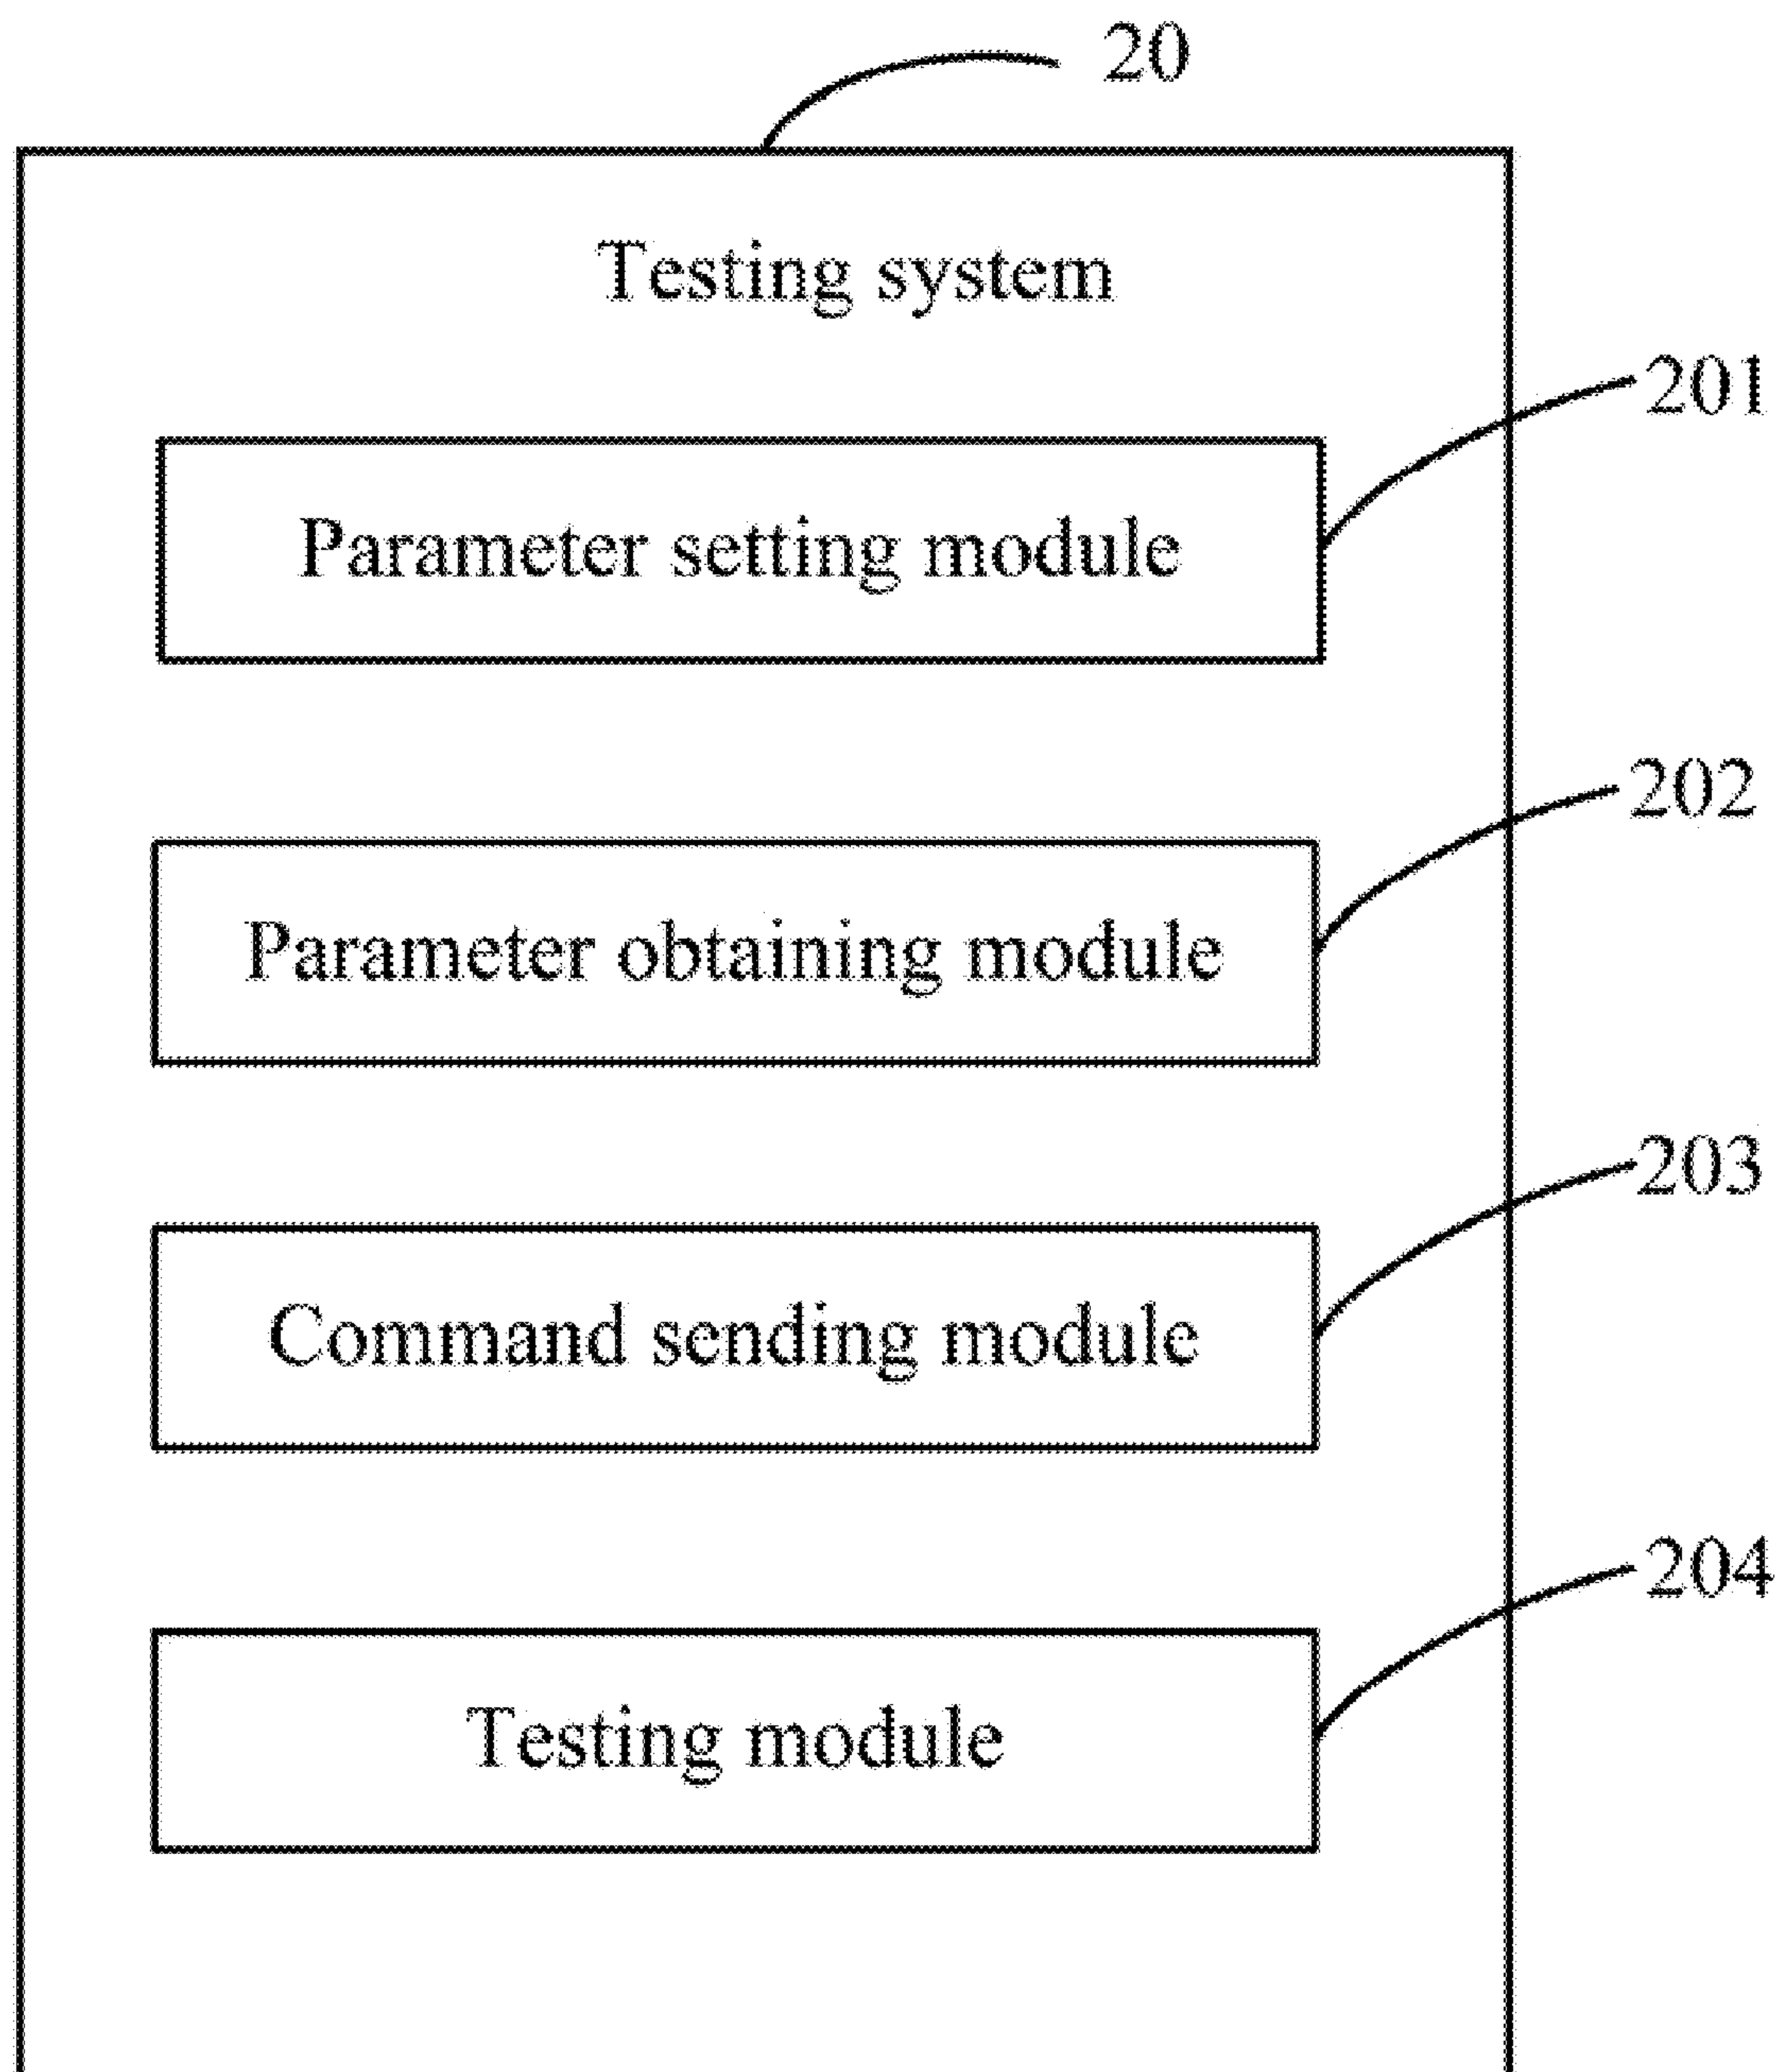 20
Testing system
201
Parameter setting module
202
Parameter obtaining module
203
Command sending module
204
Testing module